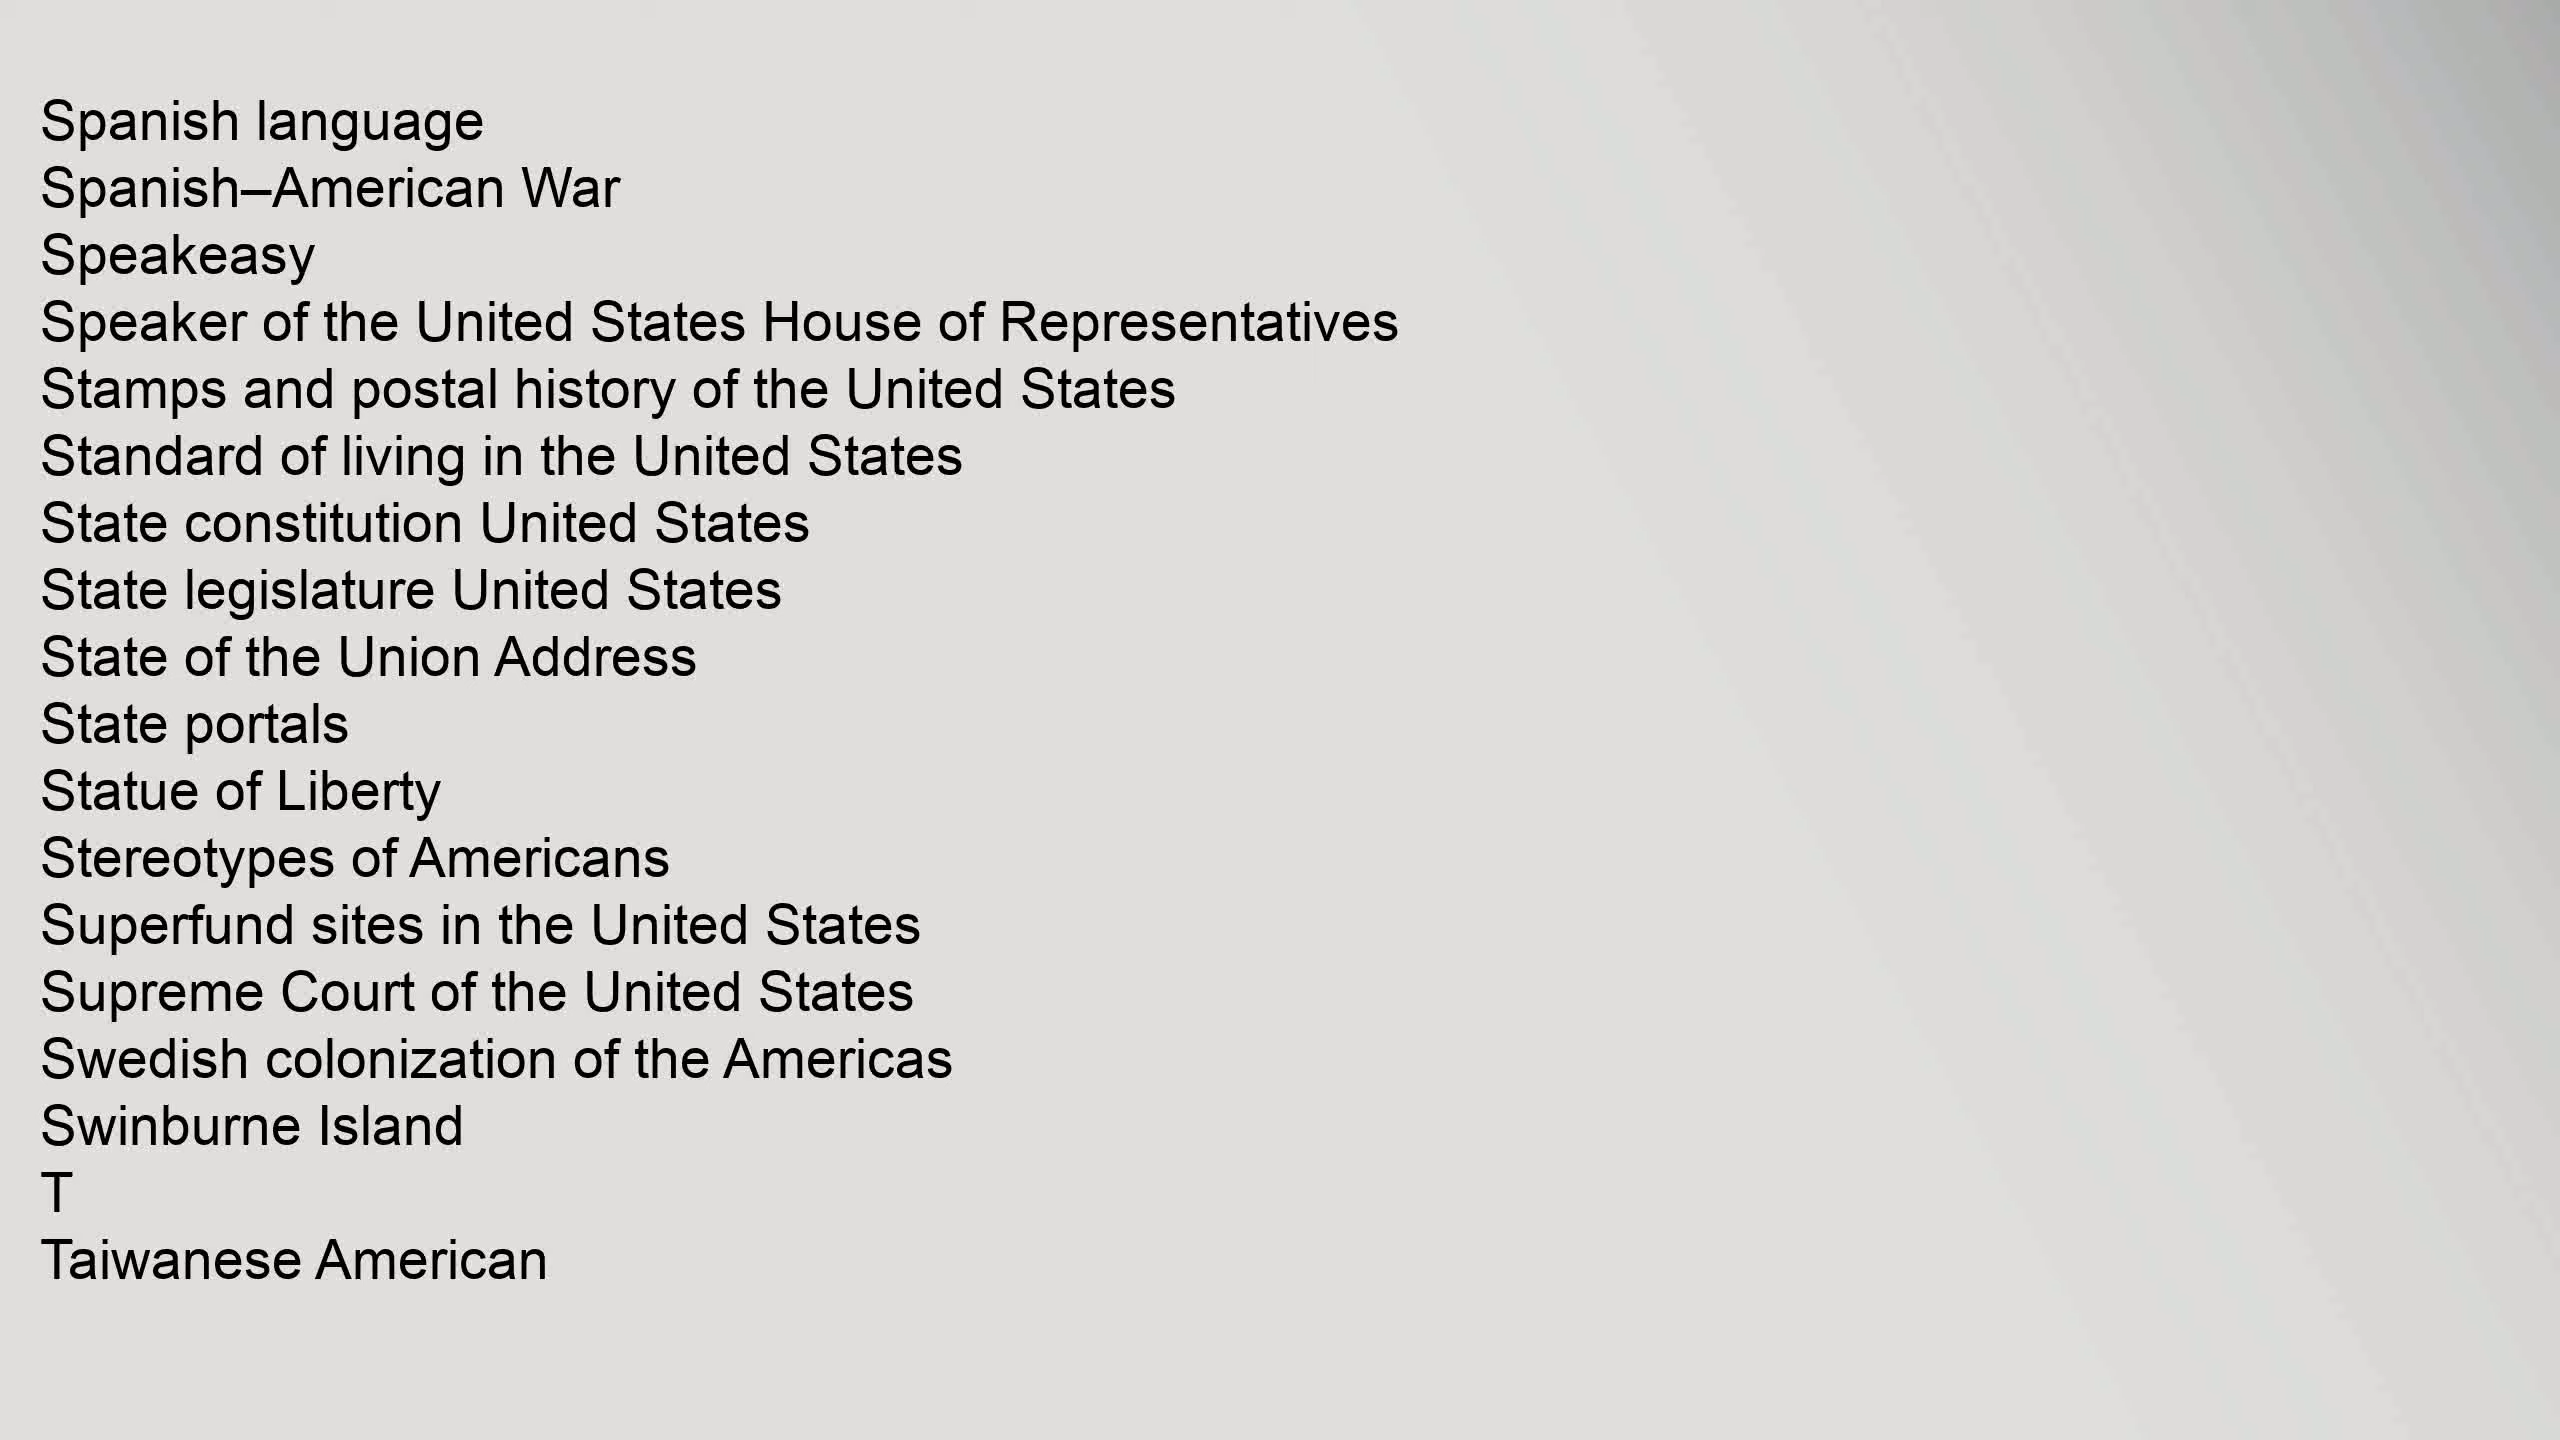 Spanish language
Spanish–American War
Speakeasy
Speaker of the United States House of Representatives
Stamps and postal history of the United States
Standard of living in the United States
State constitution United States
State legislature United States
State of the Union Address
State portals
Statue of Liberty
Stereotypes of Americans
Superfund sites in the United States
Supreme Court of the United States
Swedish colonization of the Americas
Swinburne Island
T
Taiwanese American